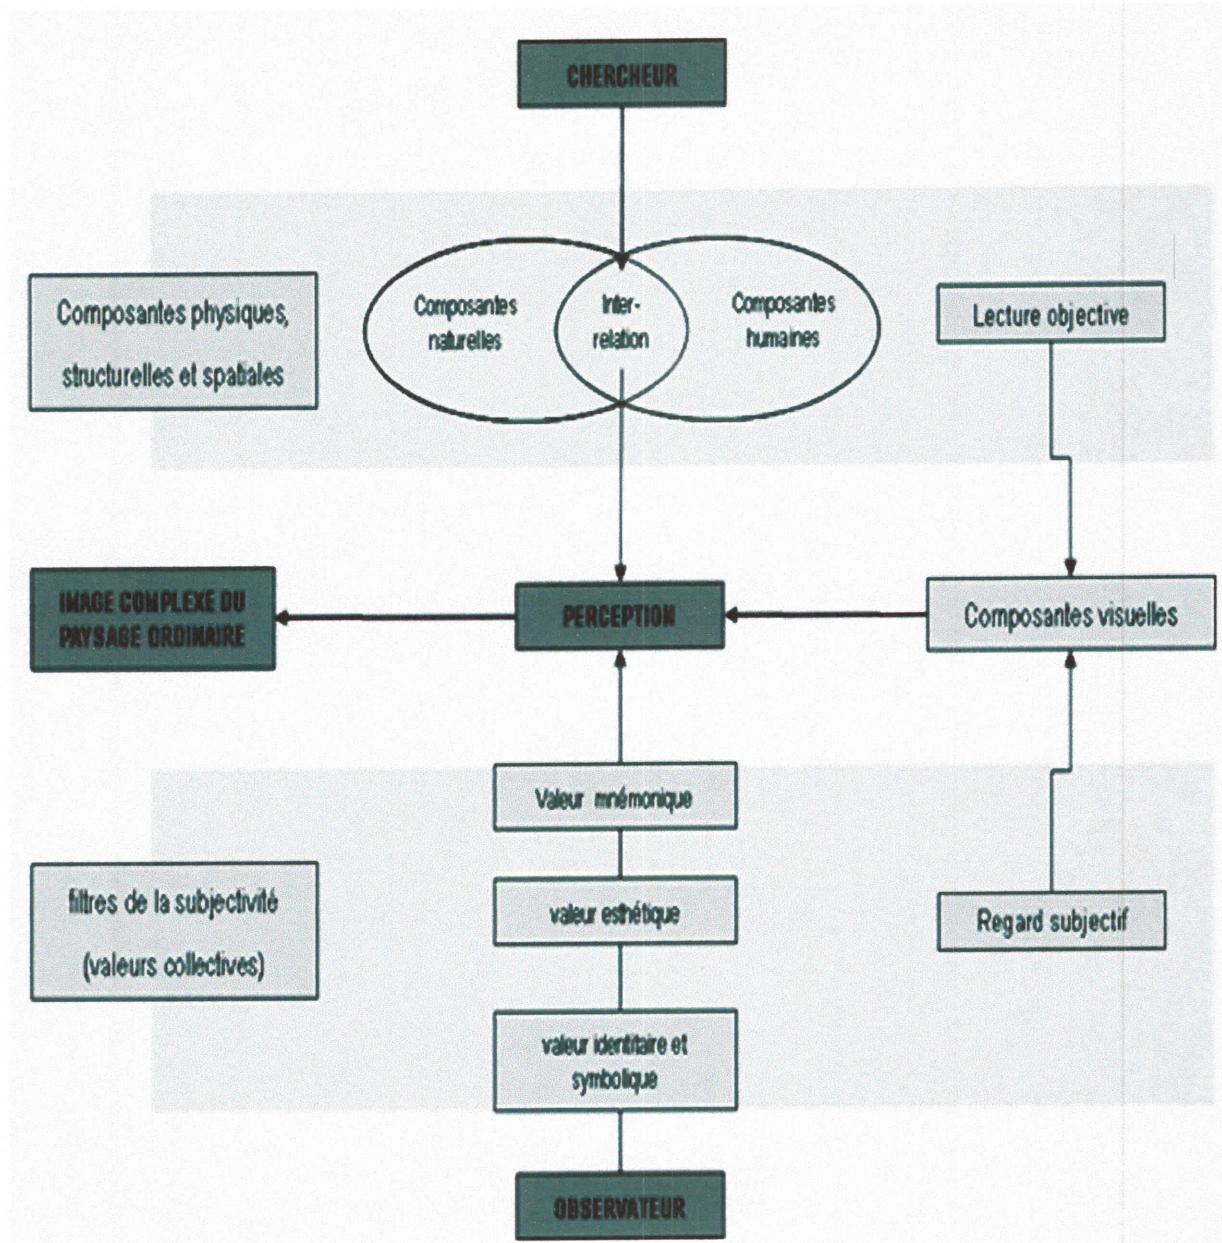 CHERCHEUR
Composantes physiques,
structurelles et spatiales
Composantes
naturelles
Inter-
relation
Composantes
humaines
Lecture objective
IMAGE COMPLEXE DU
PAYSAGE ORDINAIRE
PERCEPTION
Composantes visuelles
Valeur mnémonique
filtres de la subjectivité
(valeurs collectives)
valeur esthétique
Regard subjectif
valeur identitaire et
symbolique
OBSERVATEUR